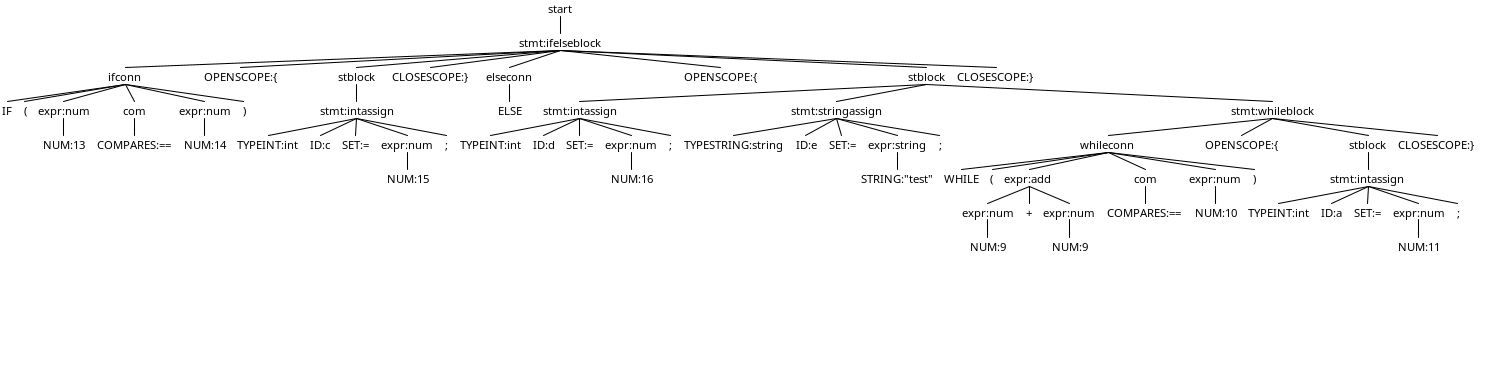 start
stmt:ifelseblock
ifconn OPENSCOPE:{ stblock CLOSESCOPE:} elseconn OPENSCOPE:{ stblock CLOSESCOPE:}
IF ( expr:num com expr:num ) stmt:intassign ELSE stmt:intassign stmt:stringassign stmt:whileblock
NUM:13 COMPARES:== NUM:14 TYPEINT:int ID:c SET:= expr:num ; TYPEINT:int ID:d SET:= expr:num ; TYPESTRING:string ID:e SET:= expr:string ; whileconn OPENSCOPE:{ stblock CLOSESCOPE:}
NUM:15 NUM:16 STRING:"test" WHILE ( expr:add com expr:num ) stmt:intassign
expr:num + expr:num COMPARES:== NUM:10 TYPEINT:int ID:a SET:= expr:num ;
NUM:9 NUM:9 NUM:11